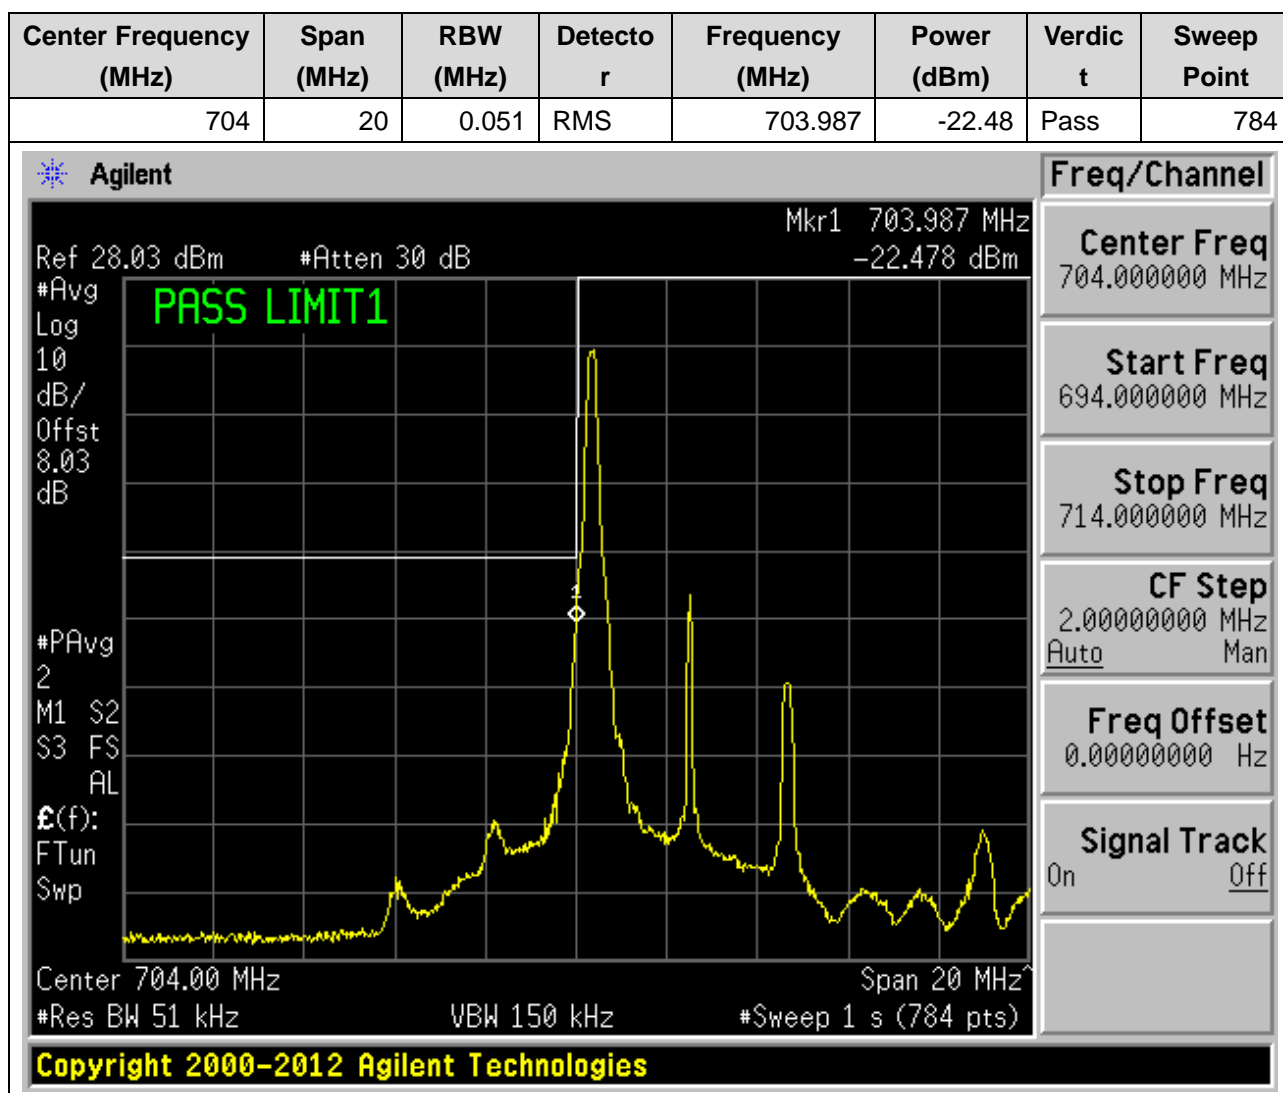 Center Frequency Span RBW Detecto Frequency Power Verdic Sweep
(MHz) (MHz) (MHz) r (MHz) (dBm) t Point
704 20 0.051 RMS 703.987 -22.48 Pass 784
Agilent Freq/Channel
Mkr1 703.987 MHz
Ref 28.03 dBm #Atten 30 dB -22.478 dBm
#Avg
Log
10
dB/
Offst
8.03
dB
PASS LIMIT1
1
#PAvg
2
M1 S2
S3 FS
AL
£(f):
FTun
Swp
Center 704.00 MHz Span 20 MHz^
#Res BW 51 kHz VBW 150 kHz #Sweep 1 s (784 pts)
Center Freq
704.000000 MHz
Start Freq
694.000000 MHz
Stop Freq
714.000000 MHz
CF Step
2.00000000 MHz
Auto Man
Freq Offset
0.00000000 Hz
Signal Track
On Off
Copyright 2000-2012 Agilent Technologies